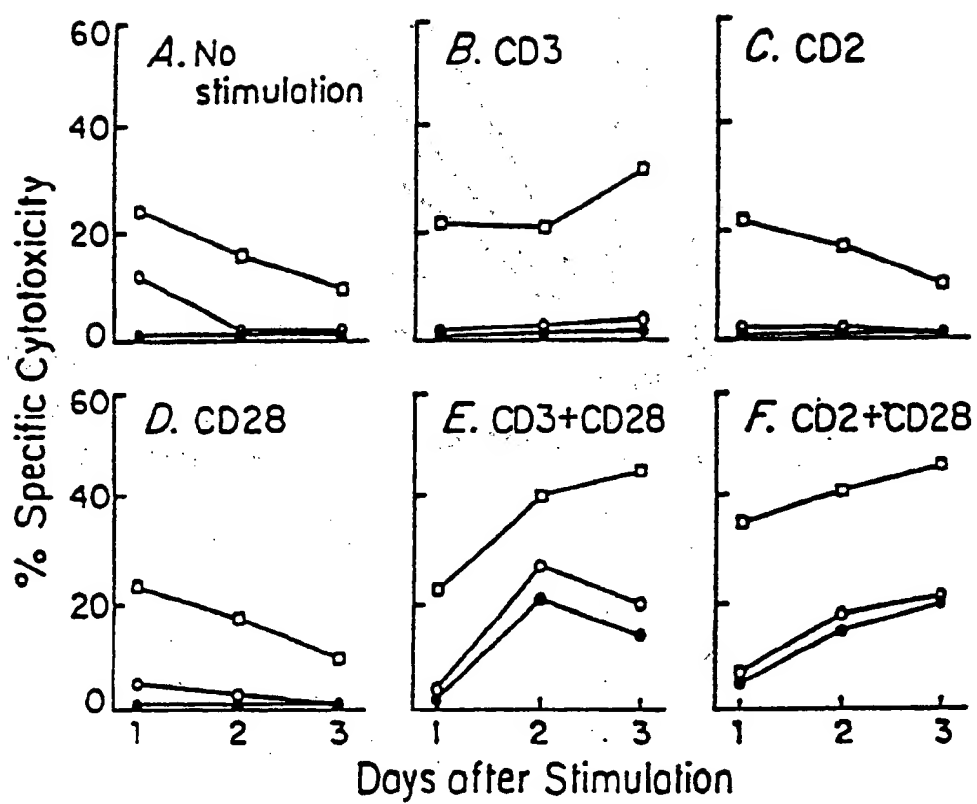 % Specific Cytotoxicity
60
40
20
0
A. No
stimulation
B. CD3
C. CD2
60
40
20
0
D. CD28
E. CD3+CD28
F. CD2+CD28
1 2 3
1 2 3
1 2 3
Days after Stimulation